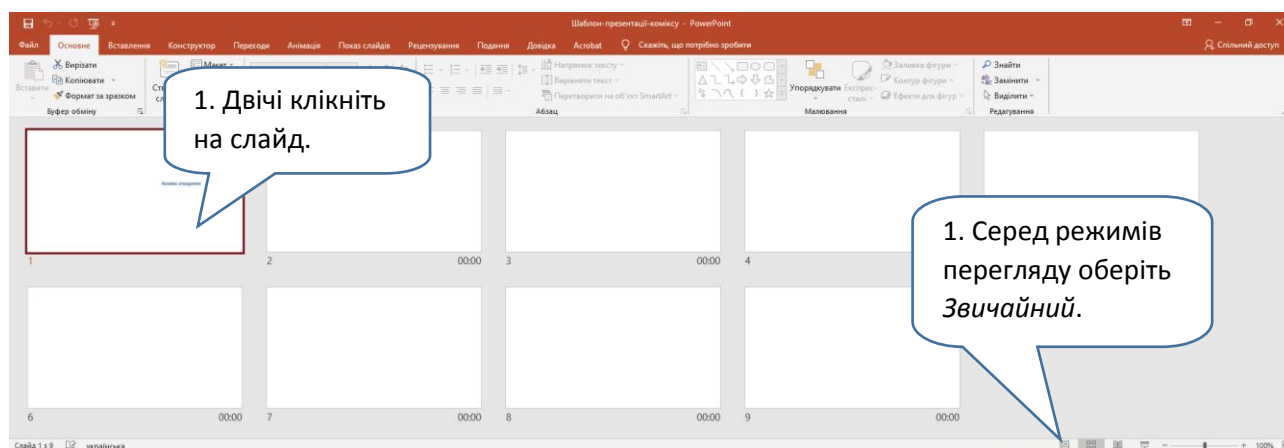 Шаблон-презентації-коміксу - PowerPoint
Файл Основне Вставлення Конструктор Переходи Анімація Показ слайдів Рецензування Подання Довідка Acrobat Скажіть, що потрібно зробити Спільний доступ
Вставити
Вирізати
Копіювати
Формат за зразком
Буфер обміну
Макет
Напрямок тексту
Вирівняти текст
Перетворити на об'єкт SmartArt
Абзац
Упорядкувати
Експрес-
стилі
Заливка фігури
Контур фігури
Ефекти для фігур
Малювання
Знайти
Замінити
Виділити
Редагування
1. Двічі клікніть
на слайд.
1. Серед режимів
перегляду оберіть
Звичайний.
1 2 00:00 3 00:00 4
6 00:00 7 00:00 8 00:00 9 00:00
Слайд 1 з 9 українська 100%